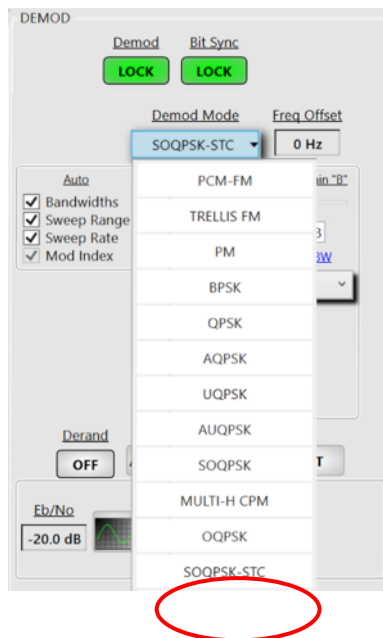 DEMOD
Demod Bit Sync
LOCK LOCK
Demod Mode Freq Offset
SOQPSK-STC 0 Hz
Auto
Bandwidths
Sweep Range
Sweep Rate
Mod Index
"B"
BW
PCM-FM
TRELLIS FM
PM
BPSK
QPSK
AQPSK
UQPSK
AUQPSK
SOQPSK
MULTI-H CPM
OQPSK
SOQPSK-STC
Derand
OFF
T
Eb/No
-20.0 dB